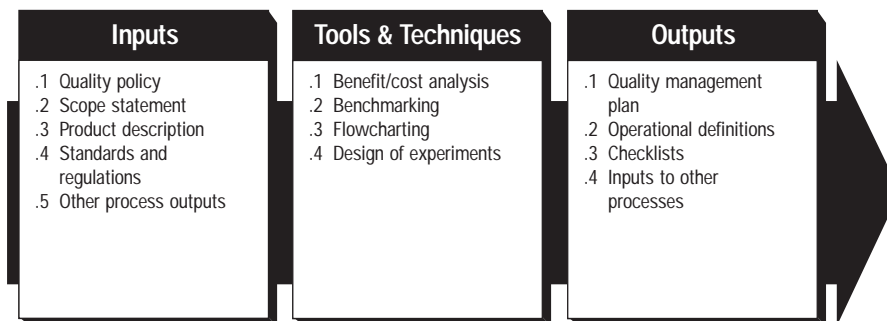 Inputs
.1 Quality policy
.2 Scope statement
.3 Product description
.4 Standards and
regulations
.5 Other process outputs
Tools & Techniques
.1 Benefit/cost analysis
.2 Benchmarking
.3 Flowcharting
.4 Design of experiments
Outputs
.1 Quality management
plan
.2 Operational definitions
.3 Checklists
.4 Inputs to other
processes